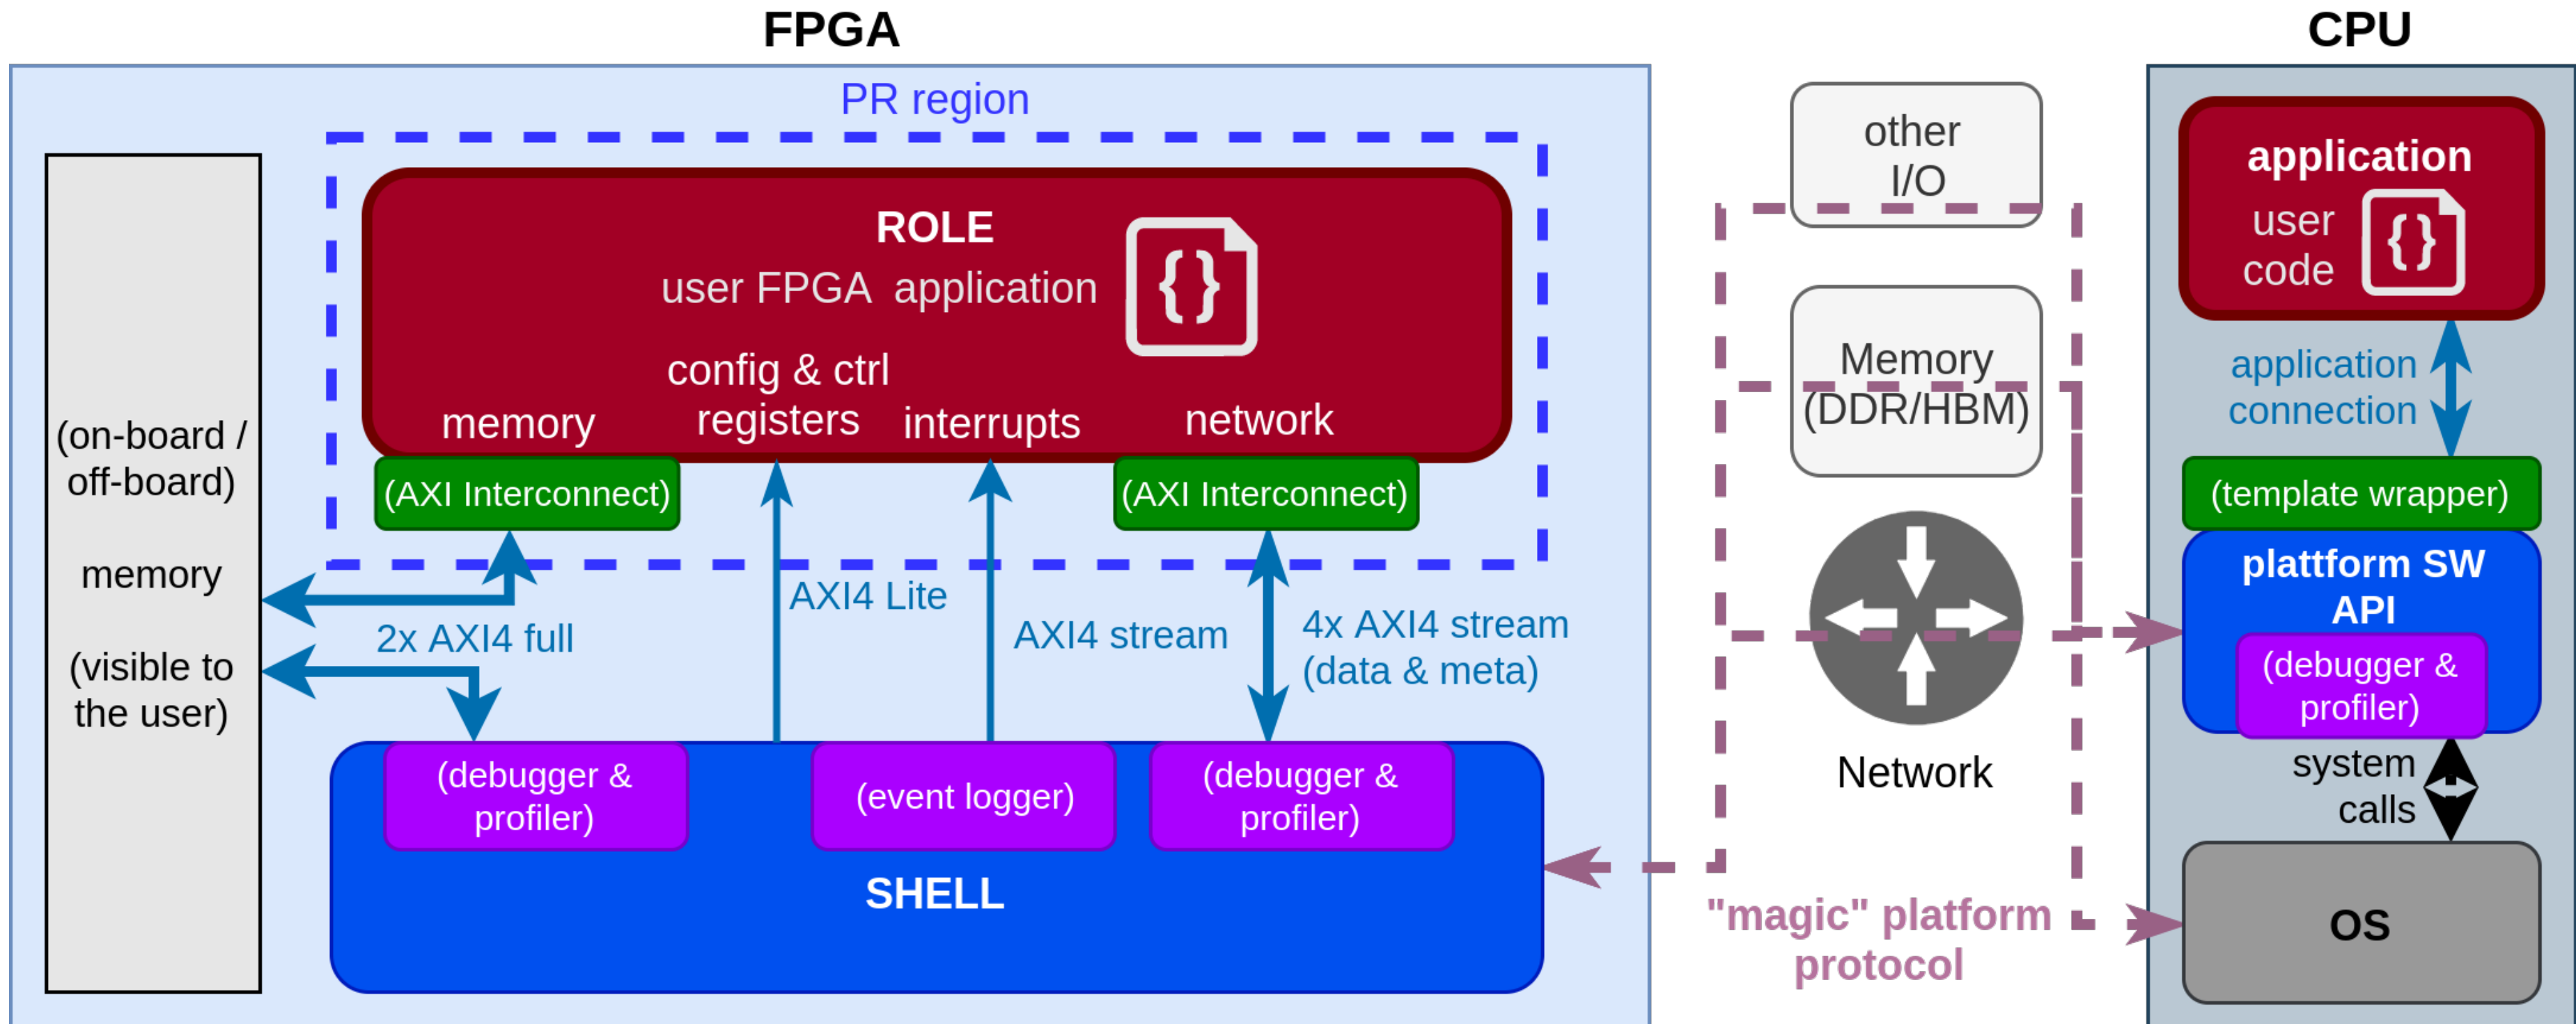 FPGA
CPU
PR region
(on-board /
off-board)
memory
(visible to
the user)
ROLE
user FPGA application
config & ctrl
registers
memory
interrupts
network
(AXI Interconnect)
(AXI Interconnect)
2x AXI4 full
AXI4 Lite
AXI4 stream
4x AXI4 stream
(data & meta)
(debugger &
profiler)
(event logger)
(debugger &
profiler)
SHELL
other
I/O
Memory
(DDR/HBM)
Network
"magic" platform
protocol
application
user
code
{}
{}
application
connection
(template wrapper)
plattform SW
API
(debugger &
profiler)
system
calls
OS